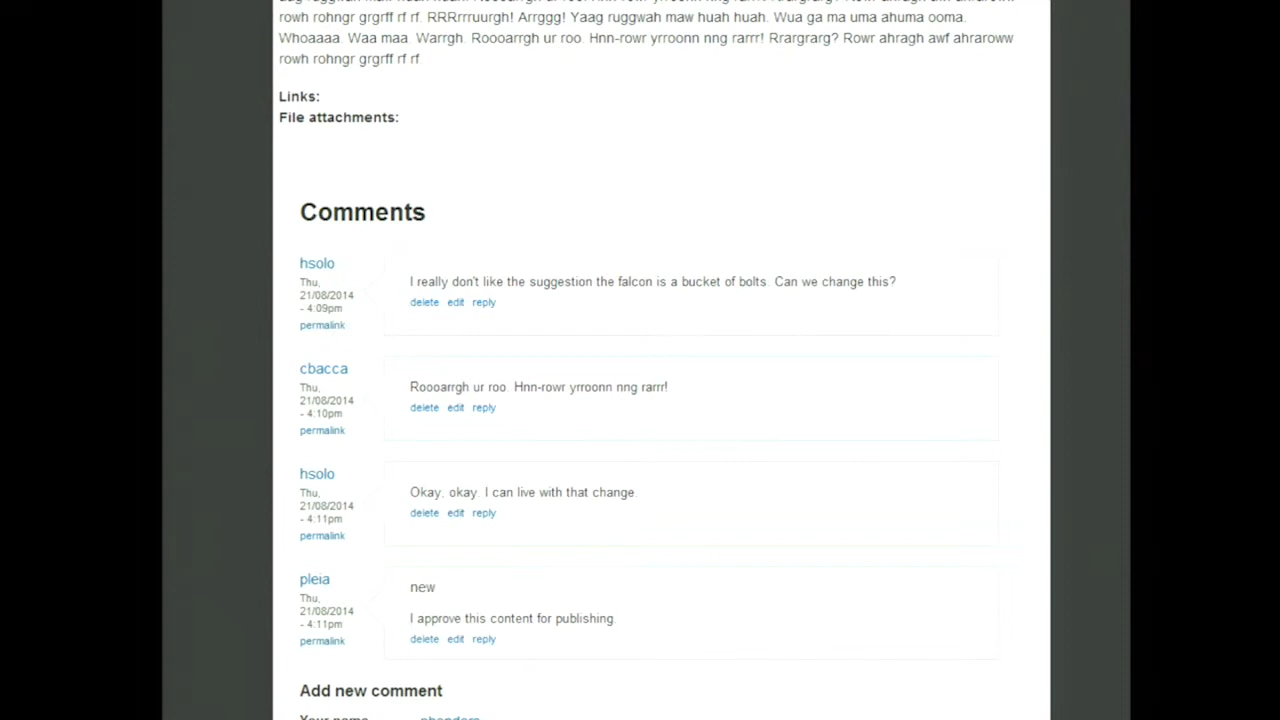 rowh rohngr grgrff rf rf. RRRrrruurgh! Arrggg! Yaag ruggwah maw huah huah. Wua ga ma uma ahuma ooma.
Whoaaaa. Waa maa. Warrgh. Roooarrgh ur roo. Hnn-rowr yrroonn nng rarrr! Rrargrarg? Rowr ahragh awf ahraroww
rowh rohngr grgrff rf rf
Links:
File attachments:
Comments
hsolo
Thu,
21/08/2014
- 4:09pm
permalink
I really don't like the suggestion the falcon is a bucket of bolts. Can we change this?
delete edit reply
cbacca
Thu,
21/08/2014
- 4:10pm
permalink
Roooarrgh ur roo. Hnn-rowr yrroonn nng rarrr!
delete edit reply
hsolo
Thu,
21/08/2014
- 4:11pm
permalink
Okay, okay. I can live with that change.
delete edit reply
pleia
Thu,
21/08/2014
- 4:11pm
permalink
new
I approve this content for publishing.
delete edit reply
Add new comment
Your name